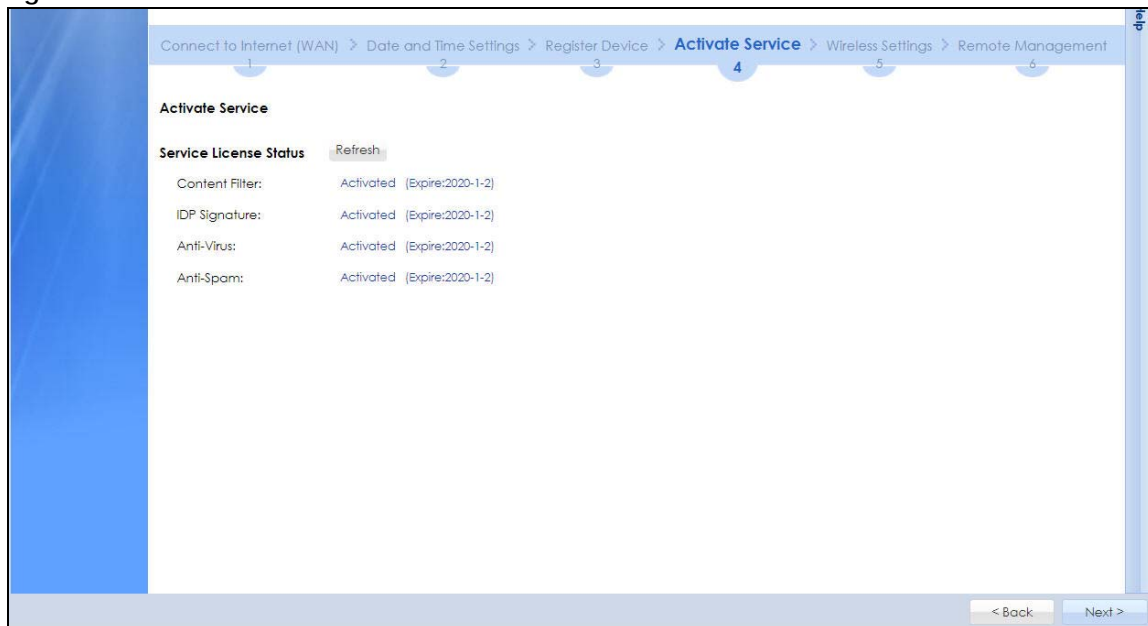 Help
Connect to Internet (WAN) > Date and Time Settings > Register Device > Activate Service > Wireless Settings > Remote Management
1 2 3 4 5 6
Activate Service
Service License Status Refresh
Content Filter: Activated (Expire:2020-1-2)
IDP Signature: Activated (Expire:2020-1-2)
Anti-Virus: Activated (Expire:2020-1-2)
Anti-Spam: Activated (Expire:2020-1-2)
< Back Next >